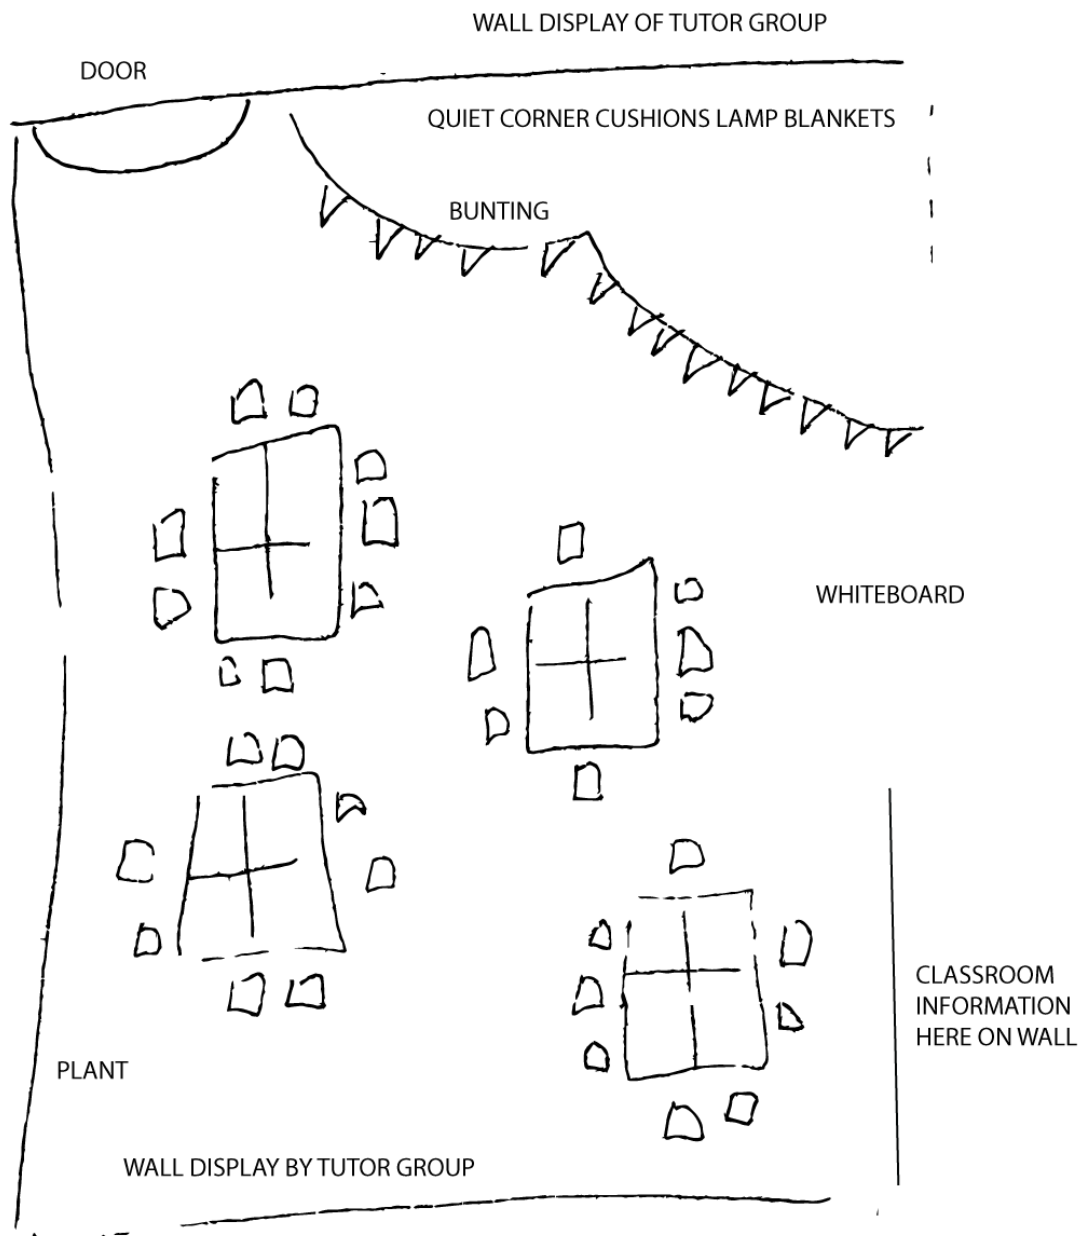 WALL DISPLAY OF TUTOR GROUP
DOOR
QUIET CORNER CUSHIONS LAMP BLANKETS
BUNTING
WHITEBOARD
CLASSROOM
INFORMATION
HERE ON WALL
PLANT
WALL DISPLAY BY TUTOR GROUP